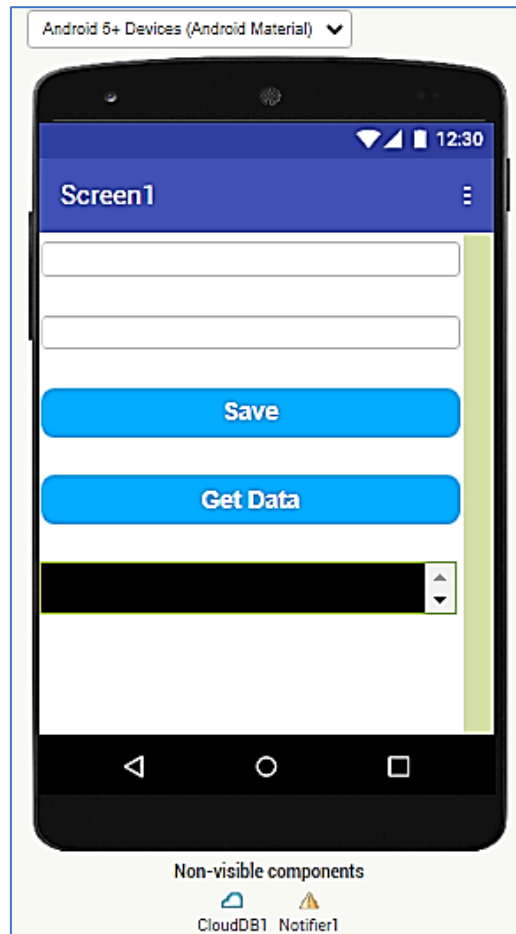 Android 5+ Devices (Android Material)
12:30
Screen1
Save
Get Data
Non-visible components
CloudDB1 Notifier1